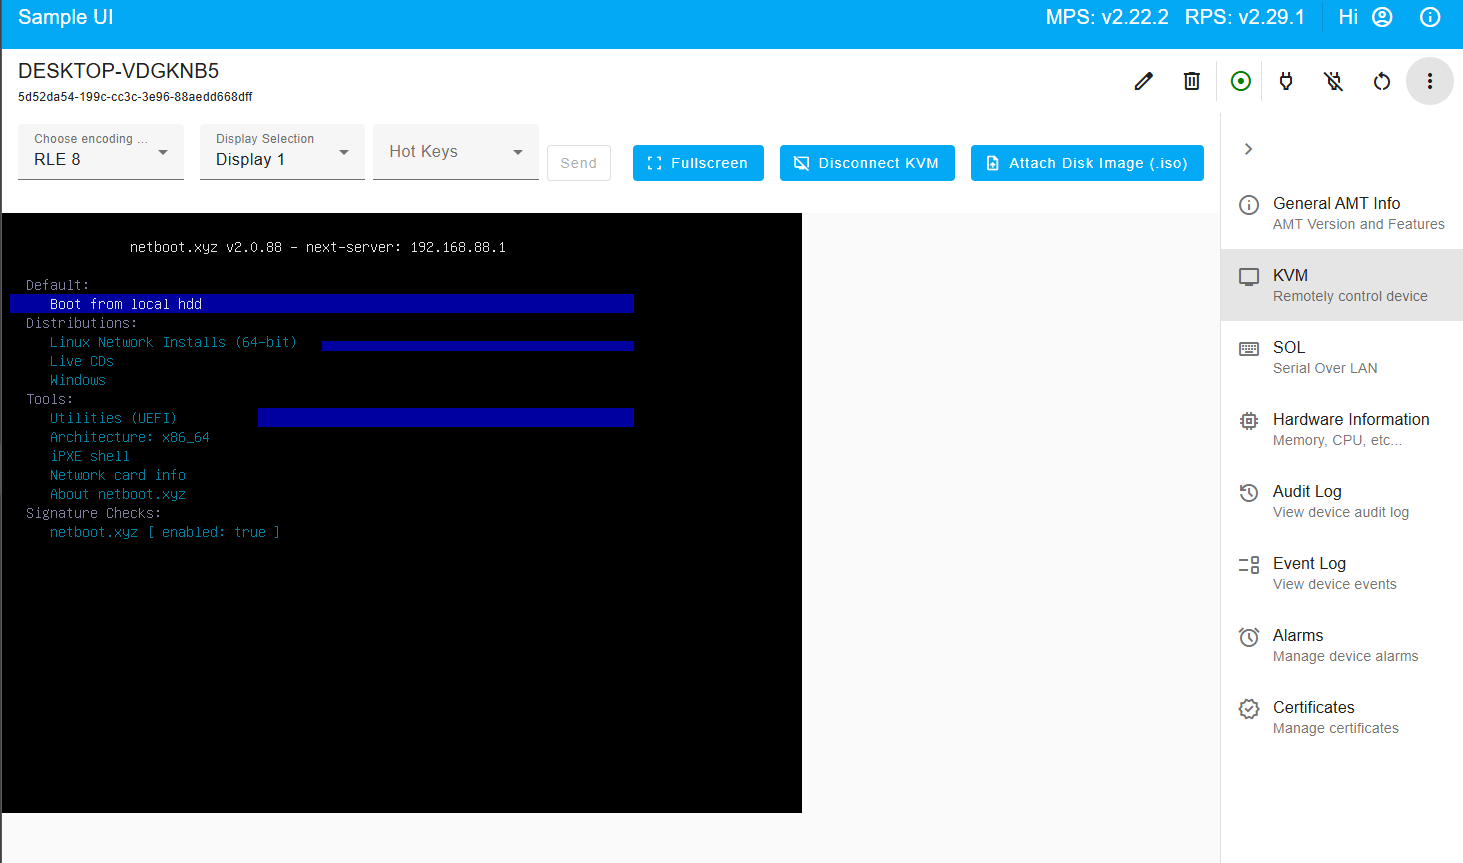 Sample UI
MPS: v2.22.2 RPS: v2.29.1 Hi
DESKTOP-VDGKNB5
5d52da54-199c-cc3c-3e96-88aedd668dff
Choose encoding ...
RLE 8
Display Selection
Display 1
Hot Keys
Send
Fullscreen
Disconnect KVM
Attach Disk Image (.iso)
netboot.xyz v2.0.88 - next-server: 192.168.88.1
Default:
Boot from local hdd
Distributions:
Linux Network Installs (64-bit)
Live CDs
Windows
Tools:
Utilities (UEFI)
Architecture: x86_64
iPXE shell
Network card info
About netboot.xyz
Signature Checks:
netboot.xyz [ enabled: true ]
General AMT Info
AMT Version and Features
KVM
Remotely control device
SOL
Serial Over LAN
Hardware Information
Memory, CPU, etc...
Audit Log
View device audit log
Event Log
View device events
Alarms
Manage device alarms
Certificates
Manage certificates